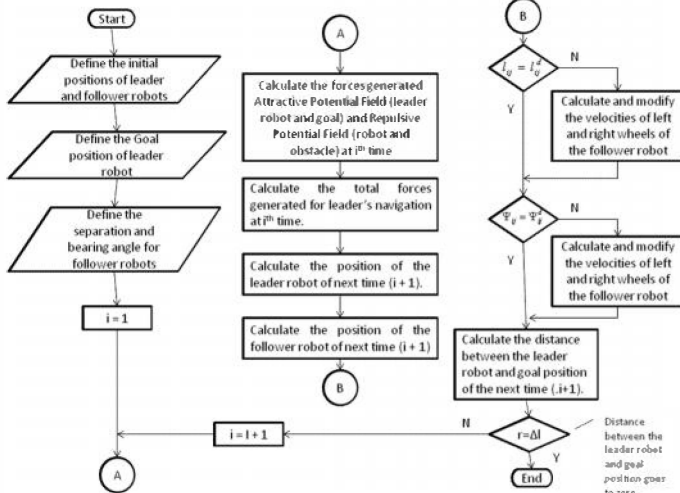 Start
Define the initial
positions of leader
and follower robots
Define the Goal
position of leader
robot
Define the
separation and
bearing angle for
follower robots
i = 1
A
A
Calculate the forces generated
Attractive Potential Field (leader
robot and goal) and Repulsive
Potential Field (robot and
obstacle) at iᵗʰ time
Calculate the total forces
generated for leader's navigation
at iᵗʰ time.
Calculate the position of the
leader robot of next time (i + 1).
Calculate the position of the
follower robot of next time (i + 1)
B
i = I + 1
B
l_ij = l_ij^d
N
Y
Calculate and modify
the velocities of left
and right wheels of
the follower robot
Ψ_ij = Ψ_ij^d
N
Y
Calculate and modify
the velocities of left
and right wheels of
the follower robot
Calculate the distance
between the leader
robot and goal position
of the next time (.i+1).
N
r=Δl
Y
End
Distance
between the
leader robot
and goal
position goes
to zero